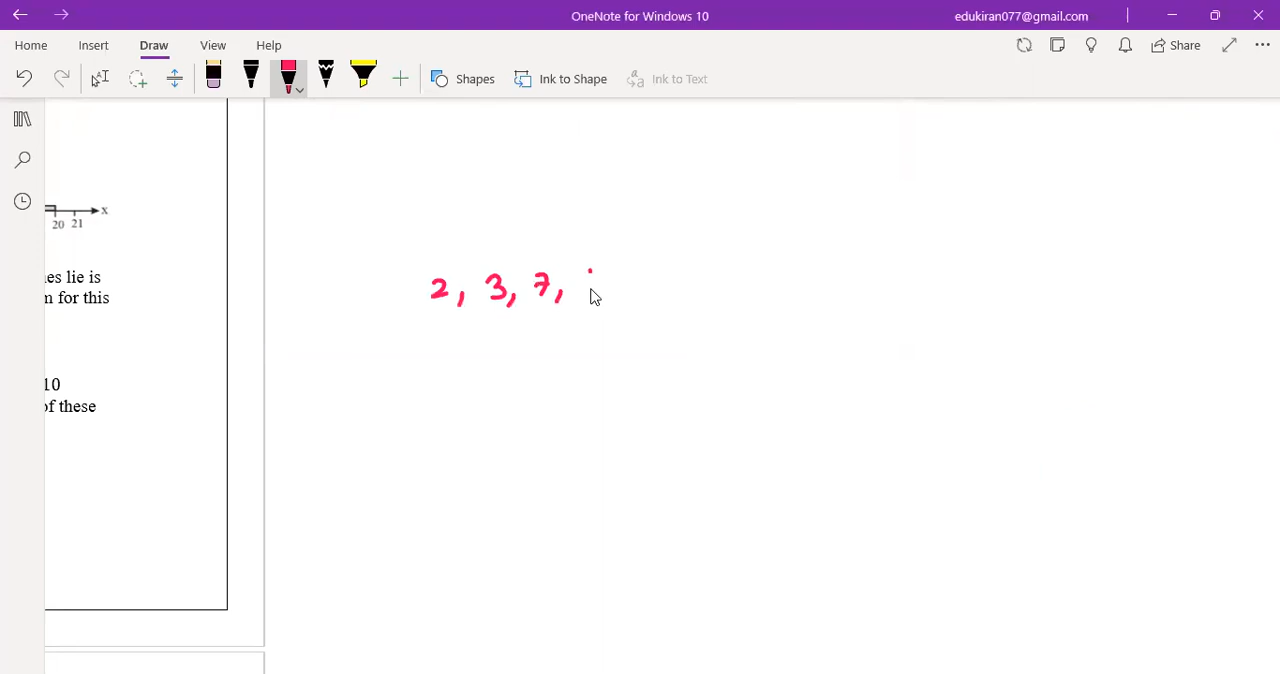 OneNote for Windows 10
edukiran077@gmail.com
Home Insert Draw View Help
Share
Shapes Ink to Shape Ink to Text
x
20 21
es lie is
m for this
2, 3, 7,
10
of these